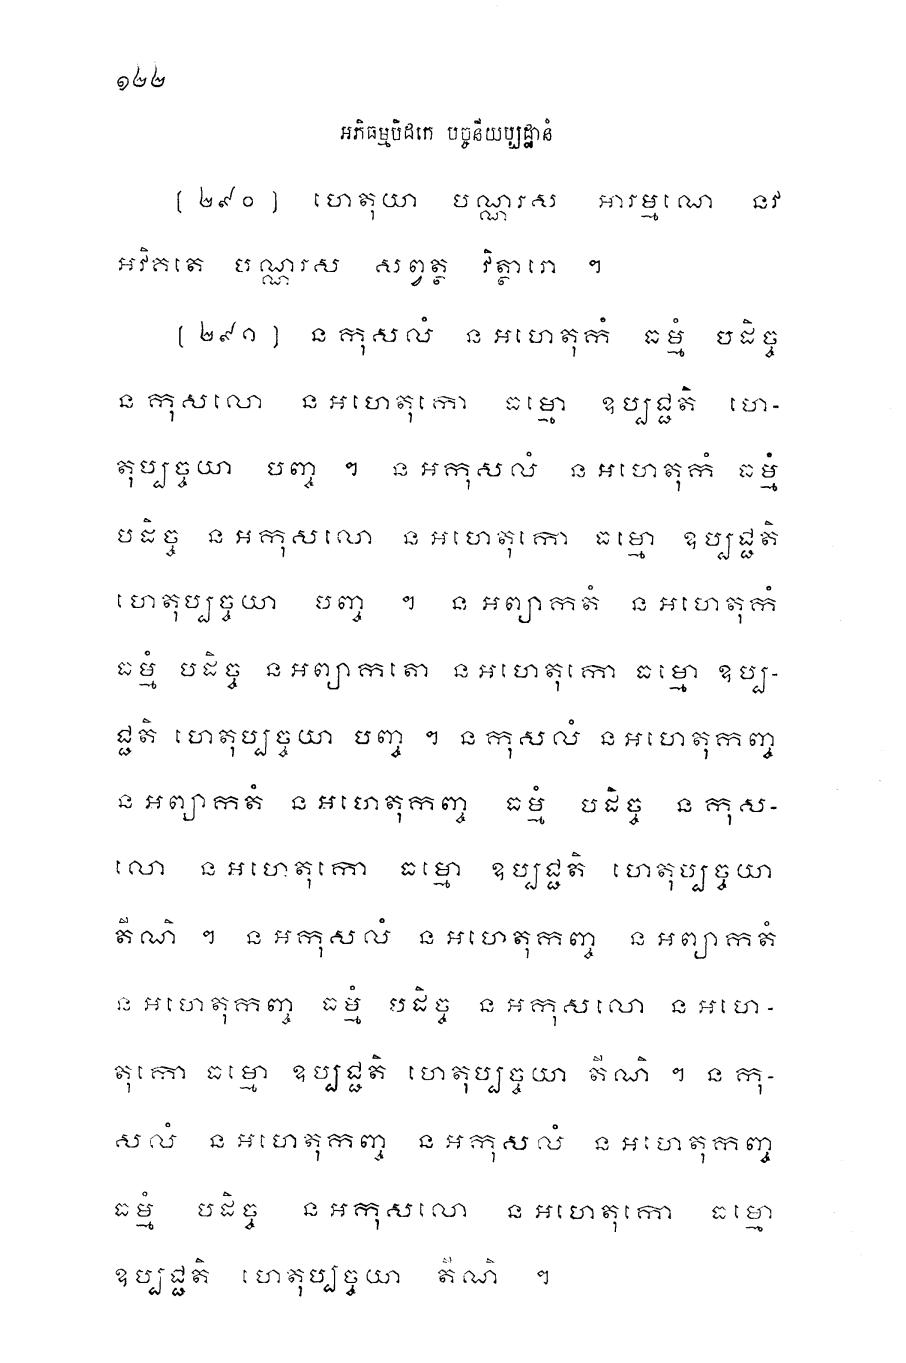 ១២២
អភិធម្មបិដកេ បច្ចនីយប្បដ្ឋានំ
[ ២៩០ ] ហេតុយា បណ្ណរស អារម្មណេ នវ
អវិគតេ បណ្ណរស សព្វត្ថ វិត្ថារោ ។
[ ២៩១ ] ន កុសលំ ន អហេតុកំ ធម្មំ បដិច្ច
ន កុសលោ ន អហេតុកោ ធម្មោ ឧប្បជ្ជតិ ហេ-
តុប្បច្ចយា បញ្ច ។ ន អកុសលំ ន អហេតុកំ ធម្មំ
បដិច្ច ន អកុសលោ ន អហេតុកោ ធម្មោ ឧប្បជ្ជតិ
ហេតុប្បច្ចយា បញ្ច ។ ន អព្យាកតំ ន អហេតុកំ
ធម្មំ បដិច្ច ន អព្យាកតោ ន អហេតុកោ ធម្មោ ឧប្ប-
ជ្ជតិ ហេតុប្បច្ចយា បញ្ច ។ ន កុសលំ ន អហេតុកញ្ច
ន អព្យាកតំ ន អហេតុកញ្ច ធម្មំ បដិច្ច ន កុស-
លោ ន អហេតុកោ ធម្មោ ឧប្បជ្ជតិ ហេតុប្បច្ចយា
តីណិ ។ ន អកុសលំ ន អហេតុកញ្ច ន អព្យាកតំ
ន អហេតុកញ្ច ធម្មំ បដិច្ច ន អកុសលោ ន អហេ-
តុកោ ធម្មោ ឧប្បជ្ជតិ ហេតុប្បច្ចយា តីណិ ។ ន កុ-
សលំ ន អហេតុកញ្ច ន អកុសលំ ន អហេតុកញ្ច
ធម្មំ បដិច្ច ន អកុសលោ ន អហេតុកោ ធម្មោ
ឧប្បជ្ជតិ ហេតុប្បច្ចយា តីណិ ។